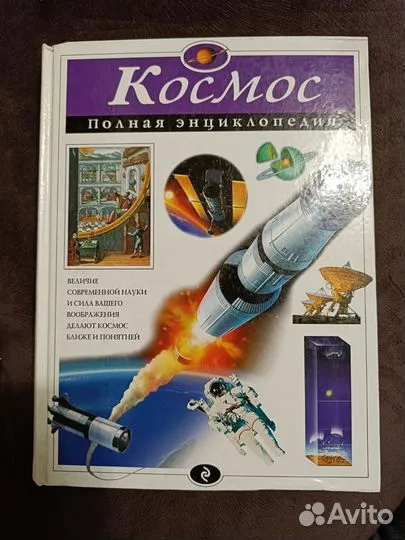 Космос
Полная энциклопедия
ВЕЛИЧИЕ
СОВРЕМЕННОЙ НАУКИ
И СИЛА ВАШЕГО
ВООБРАЖЕНИЯ
ДЕЛАЮТ КОСМОС
БЛИЖЕ И ПОНЯТНЕЙ
Avito